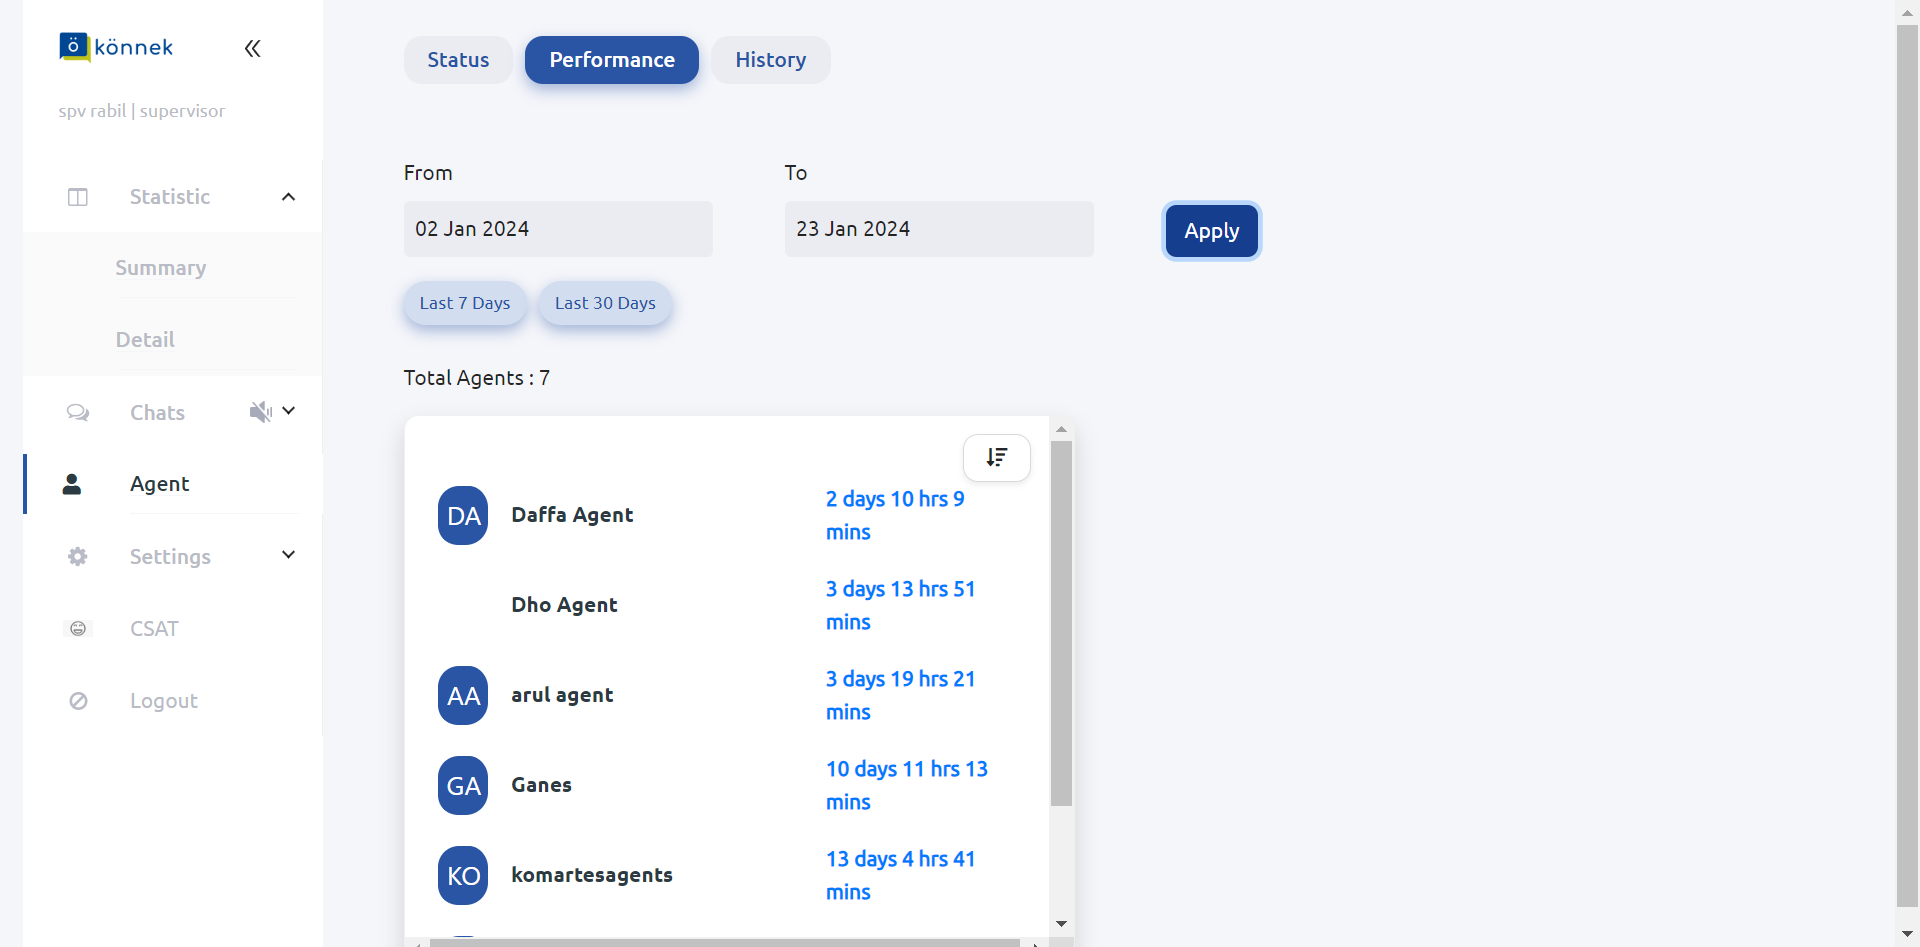 ö könnek
spv rabil | supervisor
Statistic
Summary
Detail
Chats
Agent
Settings
CSAT
Logout
Status
Performance
History
From
To
02 Jan 2024
23 Jan 2024
Apply
Last 7 Days
Last 30 Days
Total Agents : 7
DA
Daffa Agent
2 days 10 hrs 9
mins
Dho Agent
3 days 13 hrs 51
mins
AA
arul agent
3 days 19 hrs 21
mins
GA
Ganes
10 days 11 hrs 13
mins
KO
komartesagents
13 days 4 hrs 41
mins